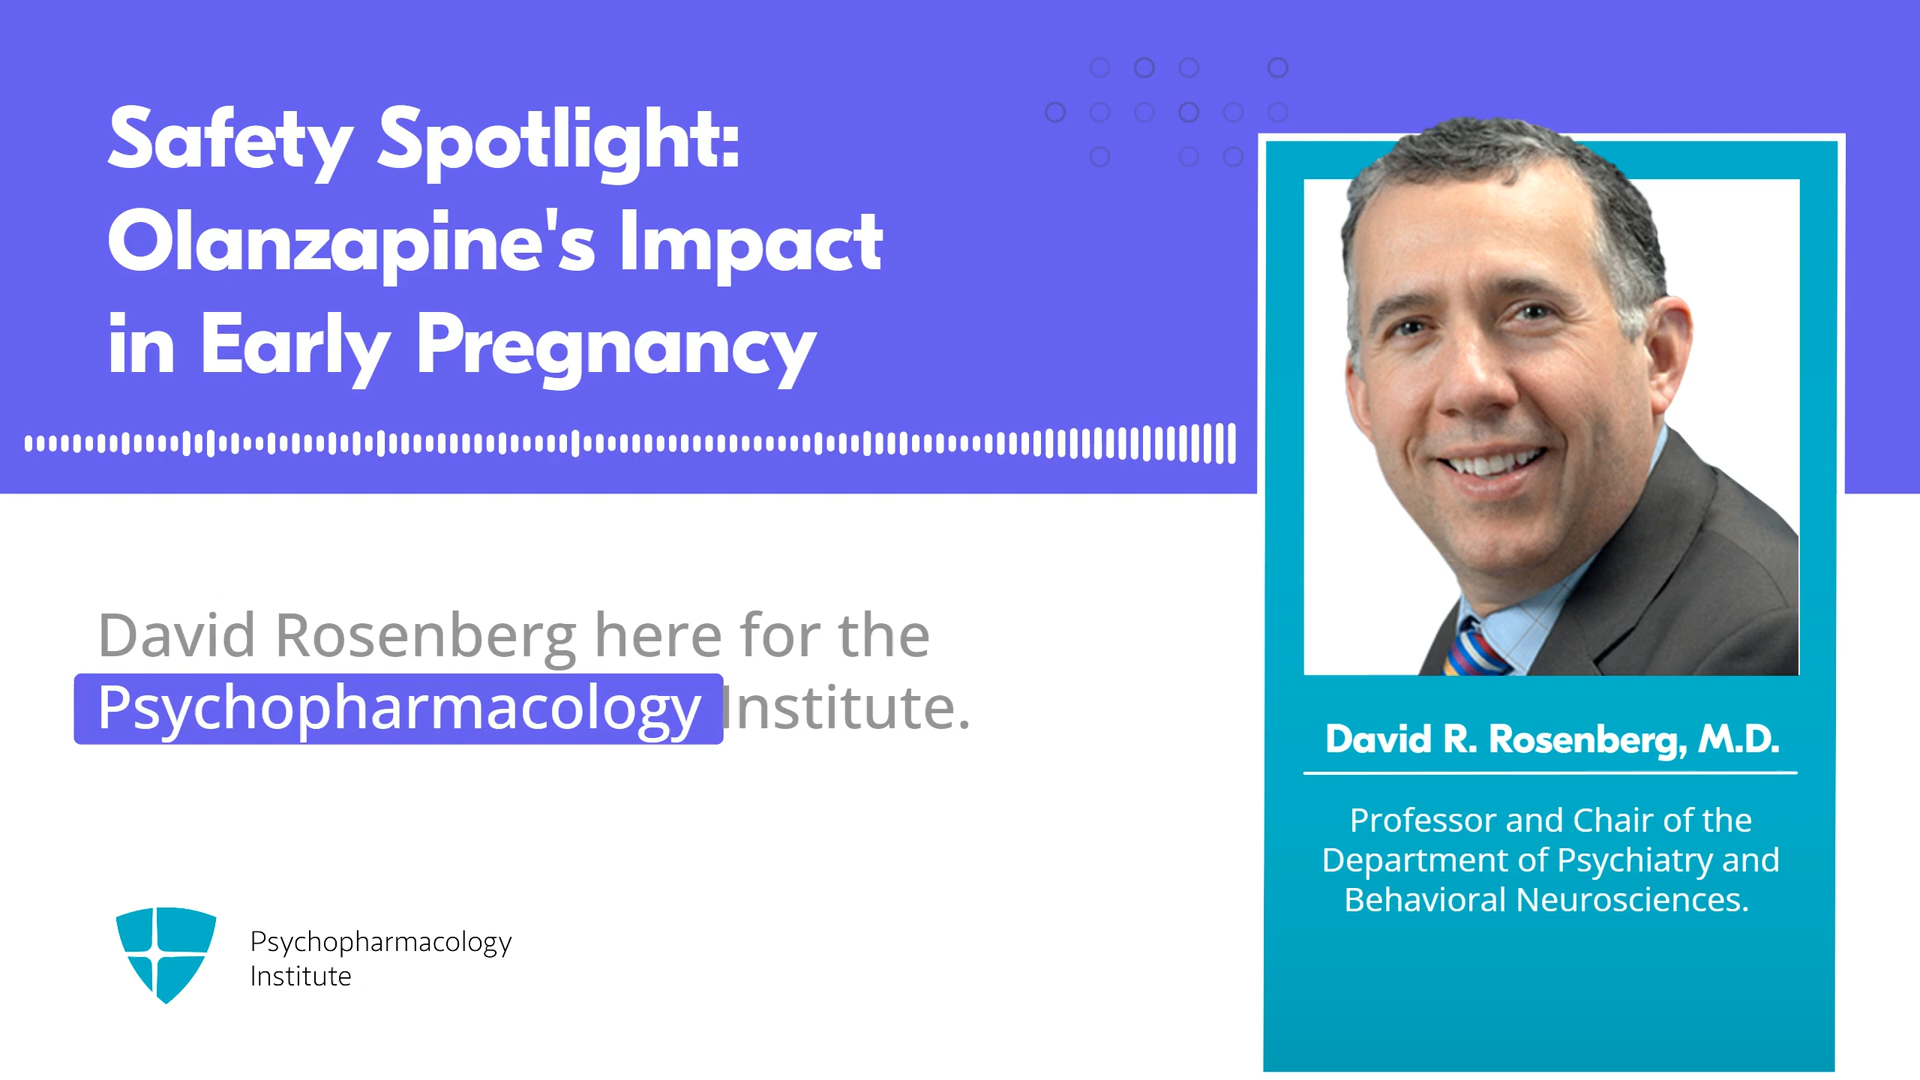 Safety Spotlight:
Olanzapine's Impact
in Early Pregnancy
David Rosenberg here for the
Psychopharmacology Institute.
Psychopharmacology
Institute
David R. Rosenberg, M.D.
Professor and Chair of the
Department of Psychiatry and
Behavioral Neurosciences.